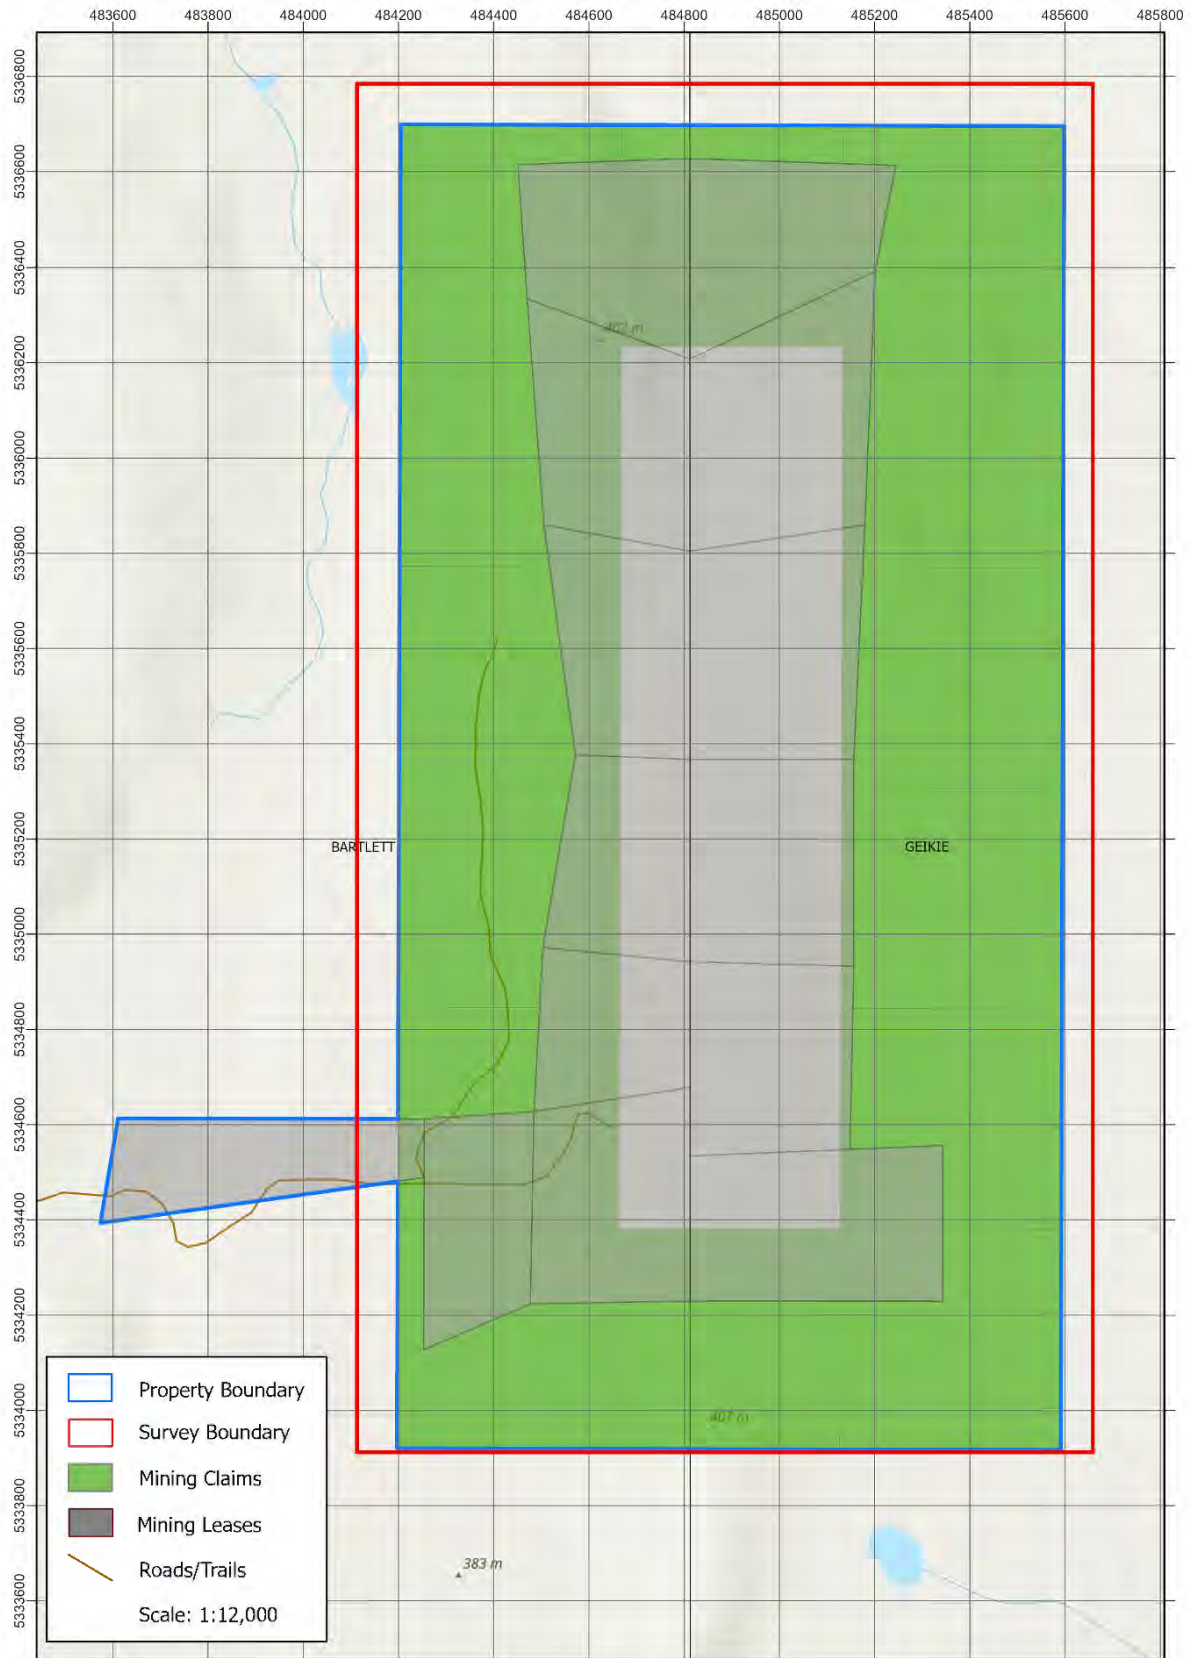 483600 483800 484000 484200 484400 484600 484800 485000 485200 485400 485600 485800
5336800
5336600
5336400
402 m
5336200
5336000
5335800
5335600
5335400
5335200
BARTLETT GEIKIE
5335000
5334800
5334600
5334400
5334200
5334000
407 m
5333800
5333600
383 m
Property Boundary
Survey Boundary
Mining Claims
Mining Leases
Roads/Trails
Scale: 1:12,000